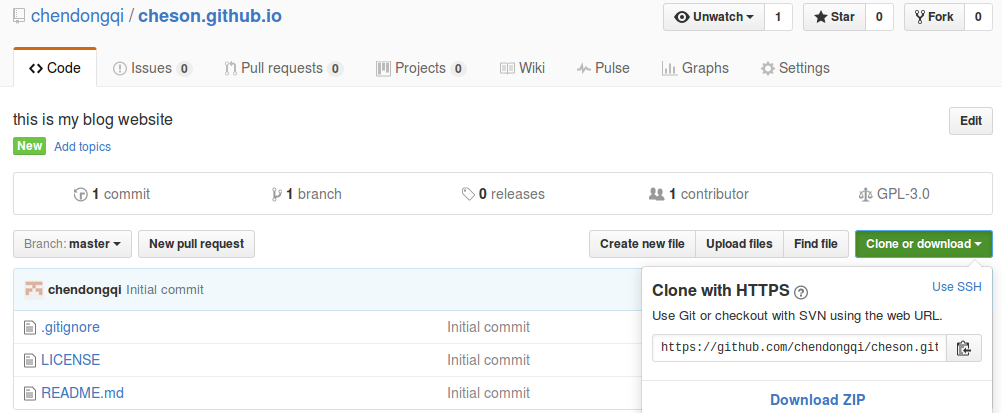 chendongqi / cheson.github.io
Unwatch 1 Star 0 Fork 0
Code Issues 0 Pull requests 0 Projects 0 Wiki Pulse Graphs Settings
this is my blog website
Edit
New Add topics
1 commit 1 branch 0 releases 1 contributor GPL-3.0
Branch: master New pull request Create new file Upload files Find file Clone or download
chendongqi Initial commit
Clone with HTTPS ? Use SSH
Use Git or checkout with SVN using the web URL.
.gitignore Initial commit
https://github.com/chendongqi/cheson.git
LICENSE Initial commit
README.md Initial commit
Download ZIP